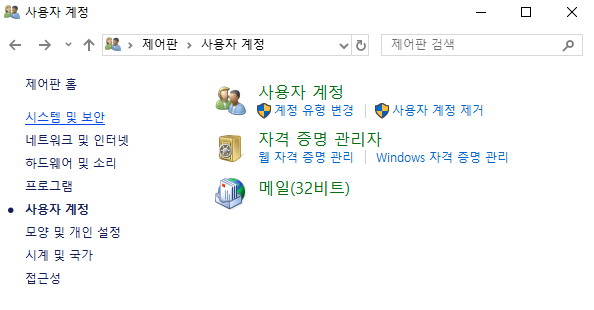 사용자 계정
제어판 > 사용자 계정
제어판 검색
제어판 홈
시스템 및 보안
네트워크 및 인터넷
하드웨어 및 소리
프로그램
사용자 계정
모양 및 개인 설정
시계 및 국가
접근성
사용자 계정
계정 유형 변경 | 사용자 계정 제거
자격 증명 관리자
웹 자격 증명 관리 | Windows 자격 증명 관리
메일(32비트)